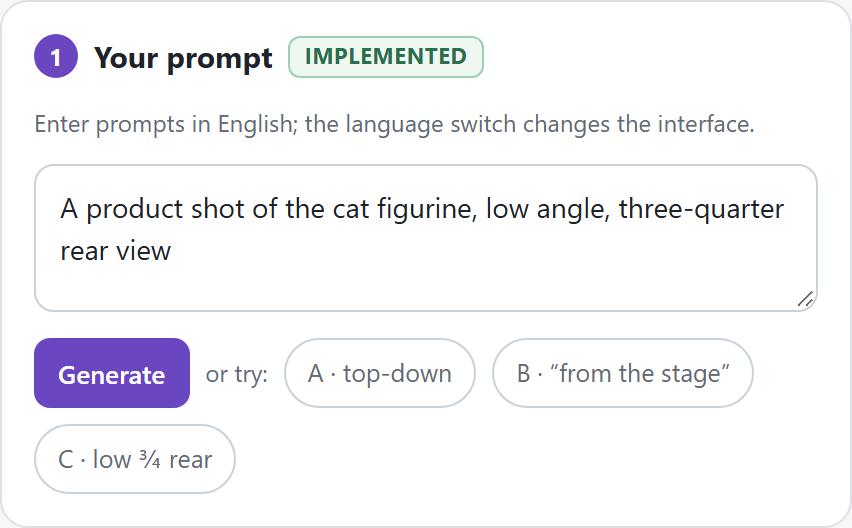 1 Your prompt IMPLEMENTED
Enter prompts in English; the language switch changes the interface.
A product shot of the cat figurine, low angle, three-quarter
rear view
Generate or try: A · top-down B · “from the stage”
C · low ¾ rear